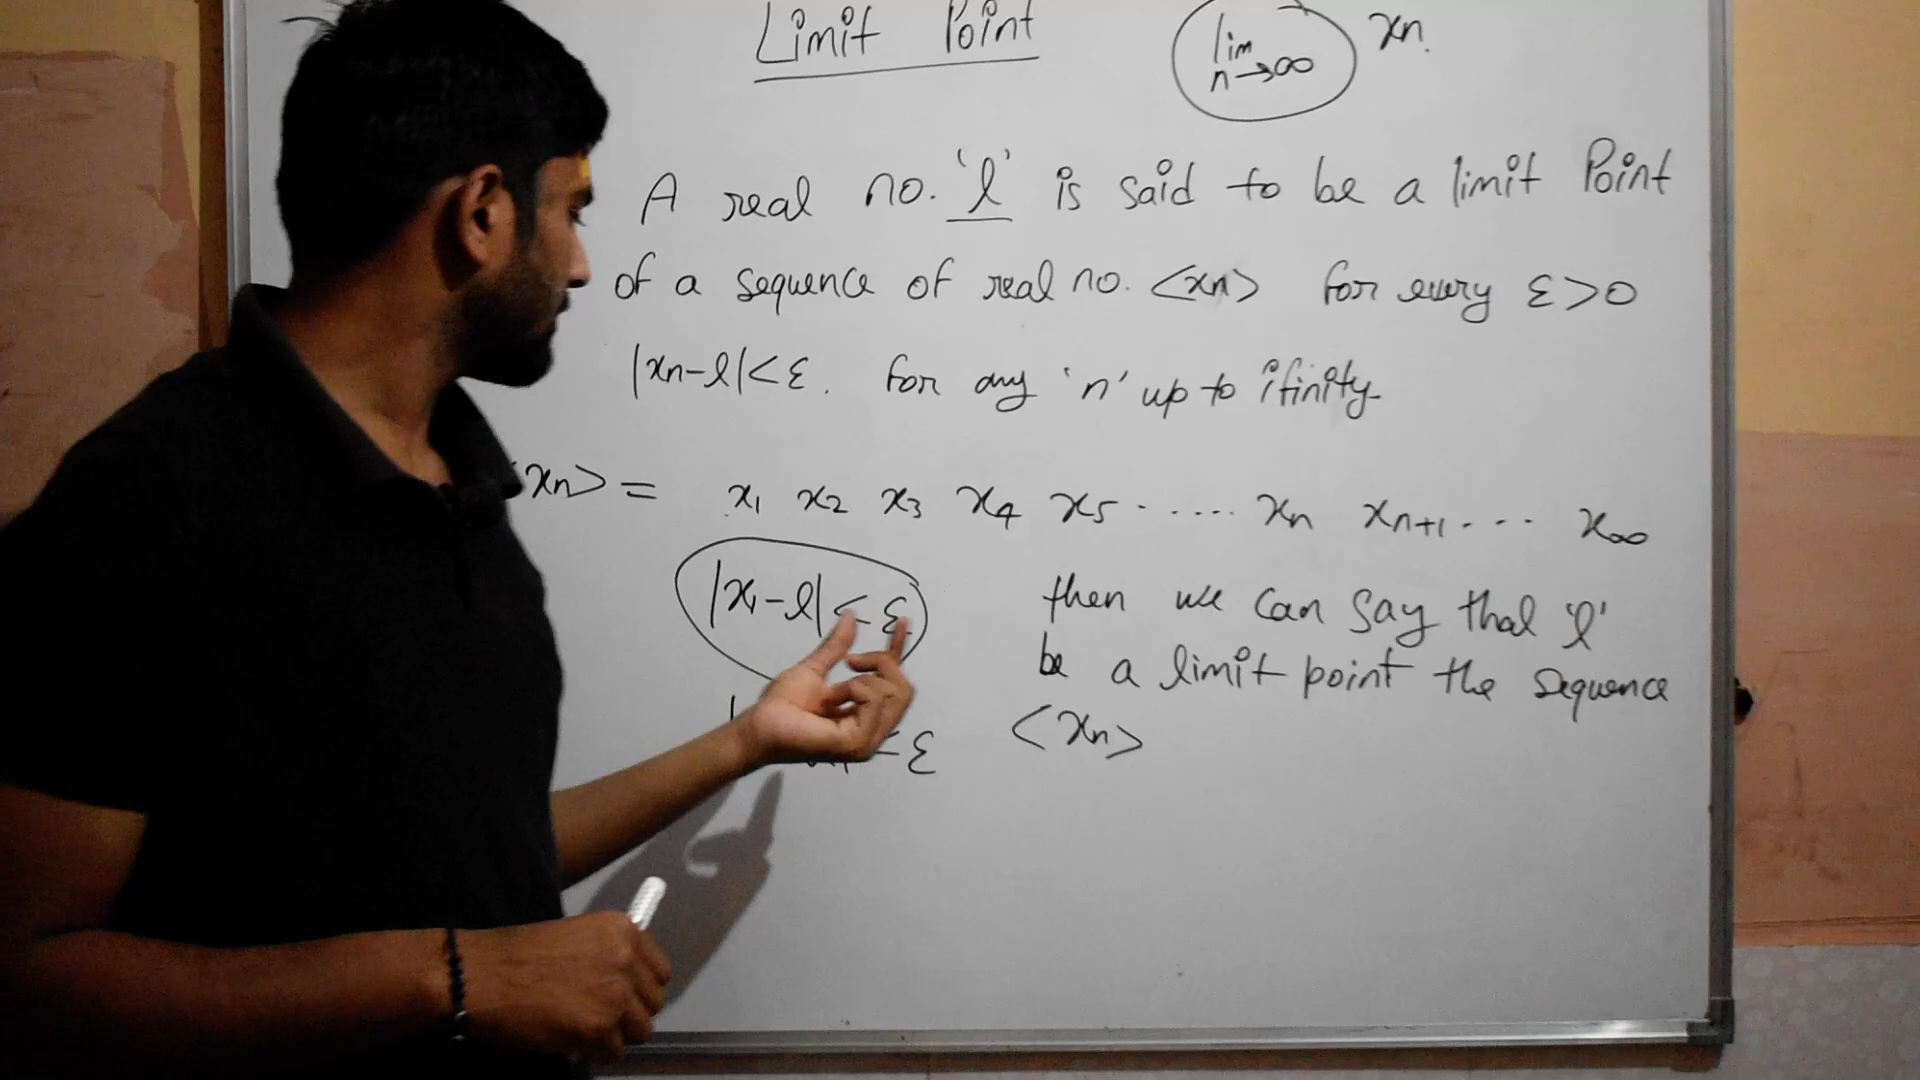 Limit Point
lim
n→∞
xn.
A real no. 'l' is said to be a limit Point
of a sequence of real no. <xn> for every ε>0
|xn-l|<ε. for any 'n' up to ifinity
<xn> = x1 x2 x3 x4 x5 ...... xn xn+1 ... x∞
|x1-l|<ε
<ε
then we can say that 'l'
be a limit point the sequence
<xn>